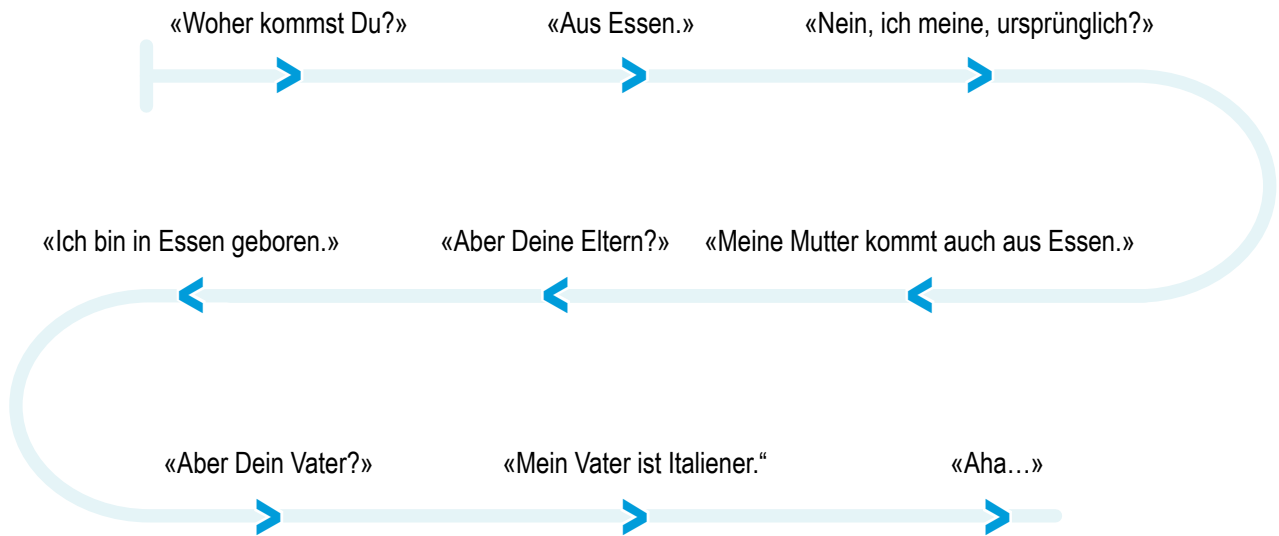 «Woher kommst Du?»
«Aus Essen.»
«Nein, ich meine, ursprünglich?»
«Ich bin in Essen geboren.»
«Aber Deine Eltern?»
«Meine Mutter kommt auch aus Essen.»
«Aber Dein Vater?»
«Mein Vater ist Italiener.“
«Aha…»